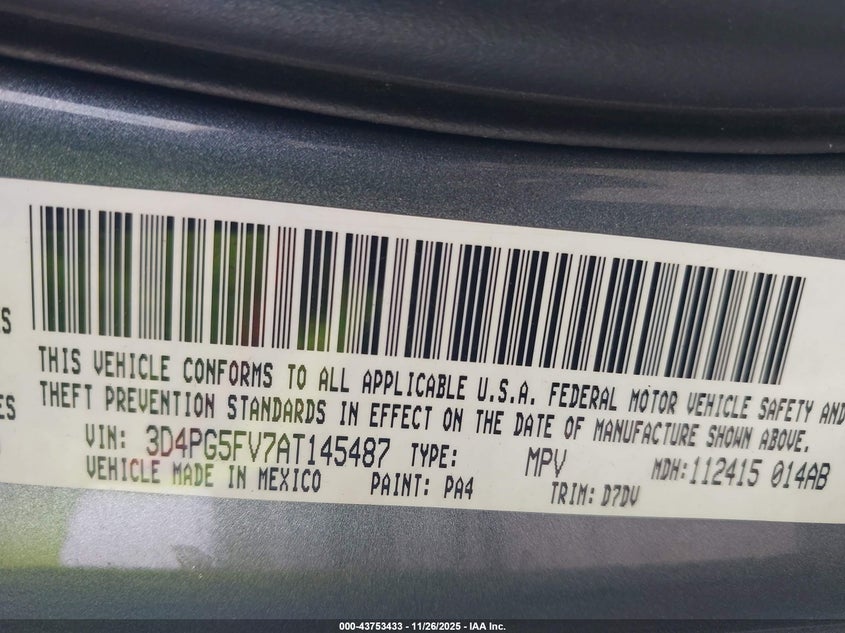 ES
THIS VEHICLE CONFORMS TO ALL APPLICABLE U.S.A. FEDERAL MOTOR VEHICLE SAFETY AND
ES
THEFT PREVENTION STANDARDS IN EFFECT ON THE DATE OF MANUFACTURE SHOWN ABOVE.
VIN: 3D4PG5FV7AT145487 TYPE: MPV MDH:112415 014AB
VEHICLE MADE IN MEXICO PAINT: PA4 TRIM: D7DV
000-43753433 - 11/26/2025 - IAA Inc.